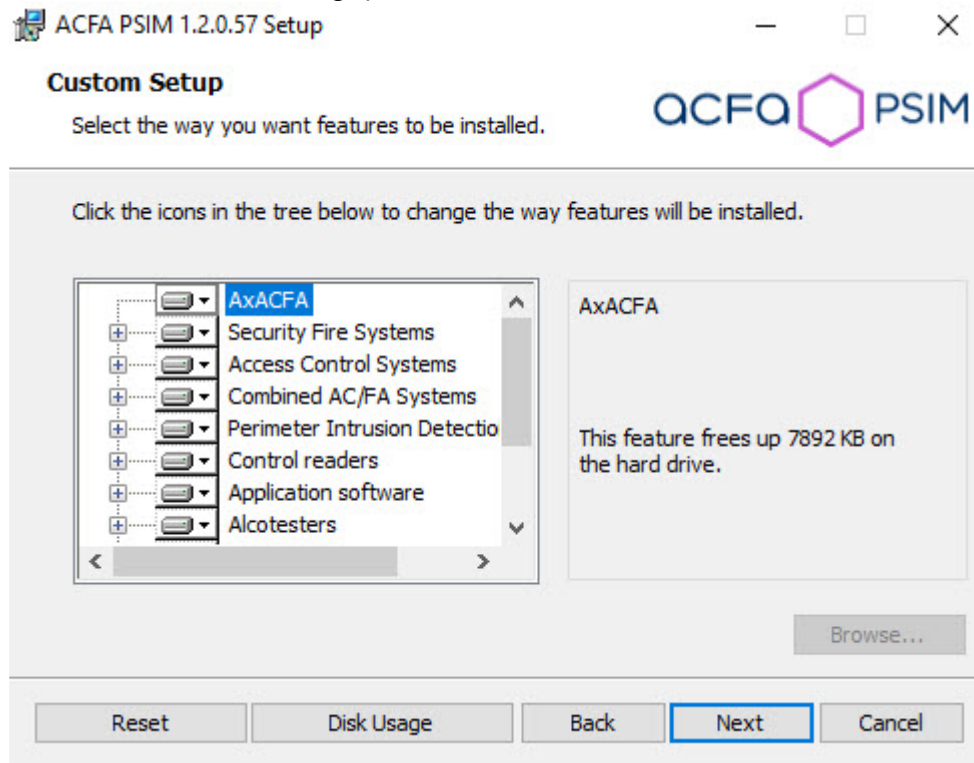 ACFA PSIM 1.2.0.57 Setup
Custom Setup
Select the way you want features to be installed.
ACFA PSIM
Click the icons in the tree below to change the way features will be installed.
AxACFA
Security Fire Systems
Access Control Systems
Combined AC/FA Systems
Perimeter Intrusion Detectio
Control readers
Application software
Alcotesters
AxACFA
This feature frees up 7892 KB on
the hard drive.
Browse...
Reset
Disk Usage
Back
Next
Cancel